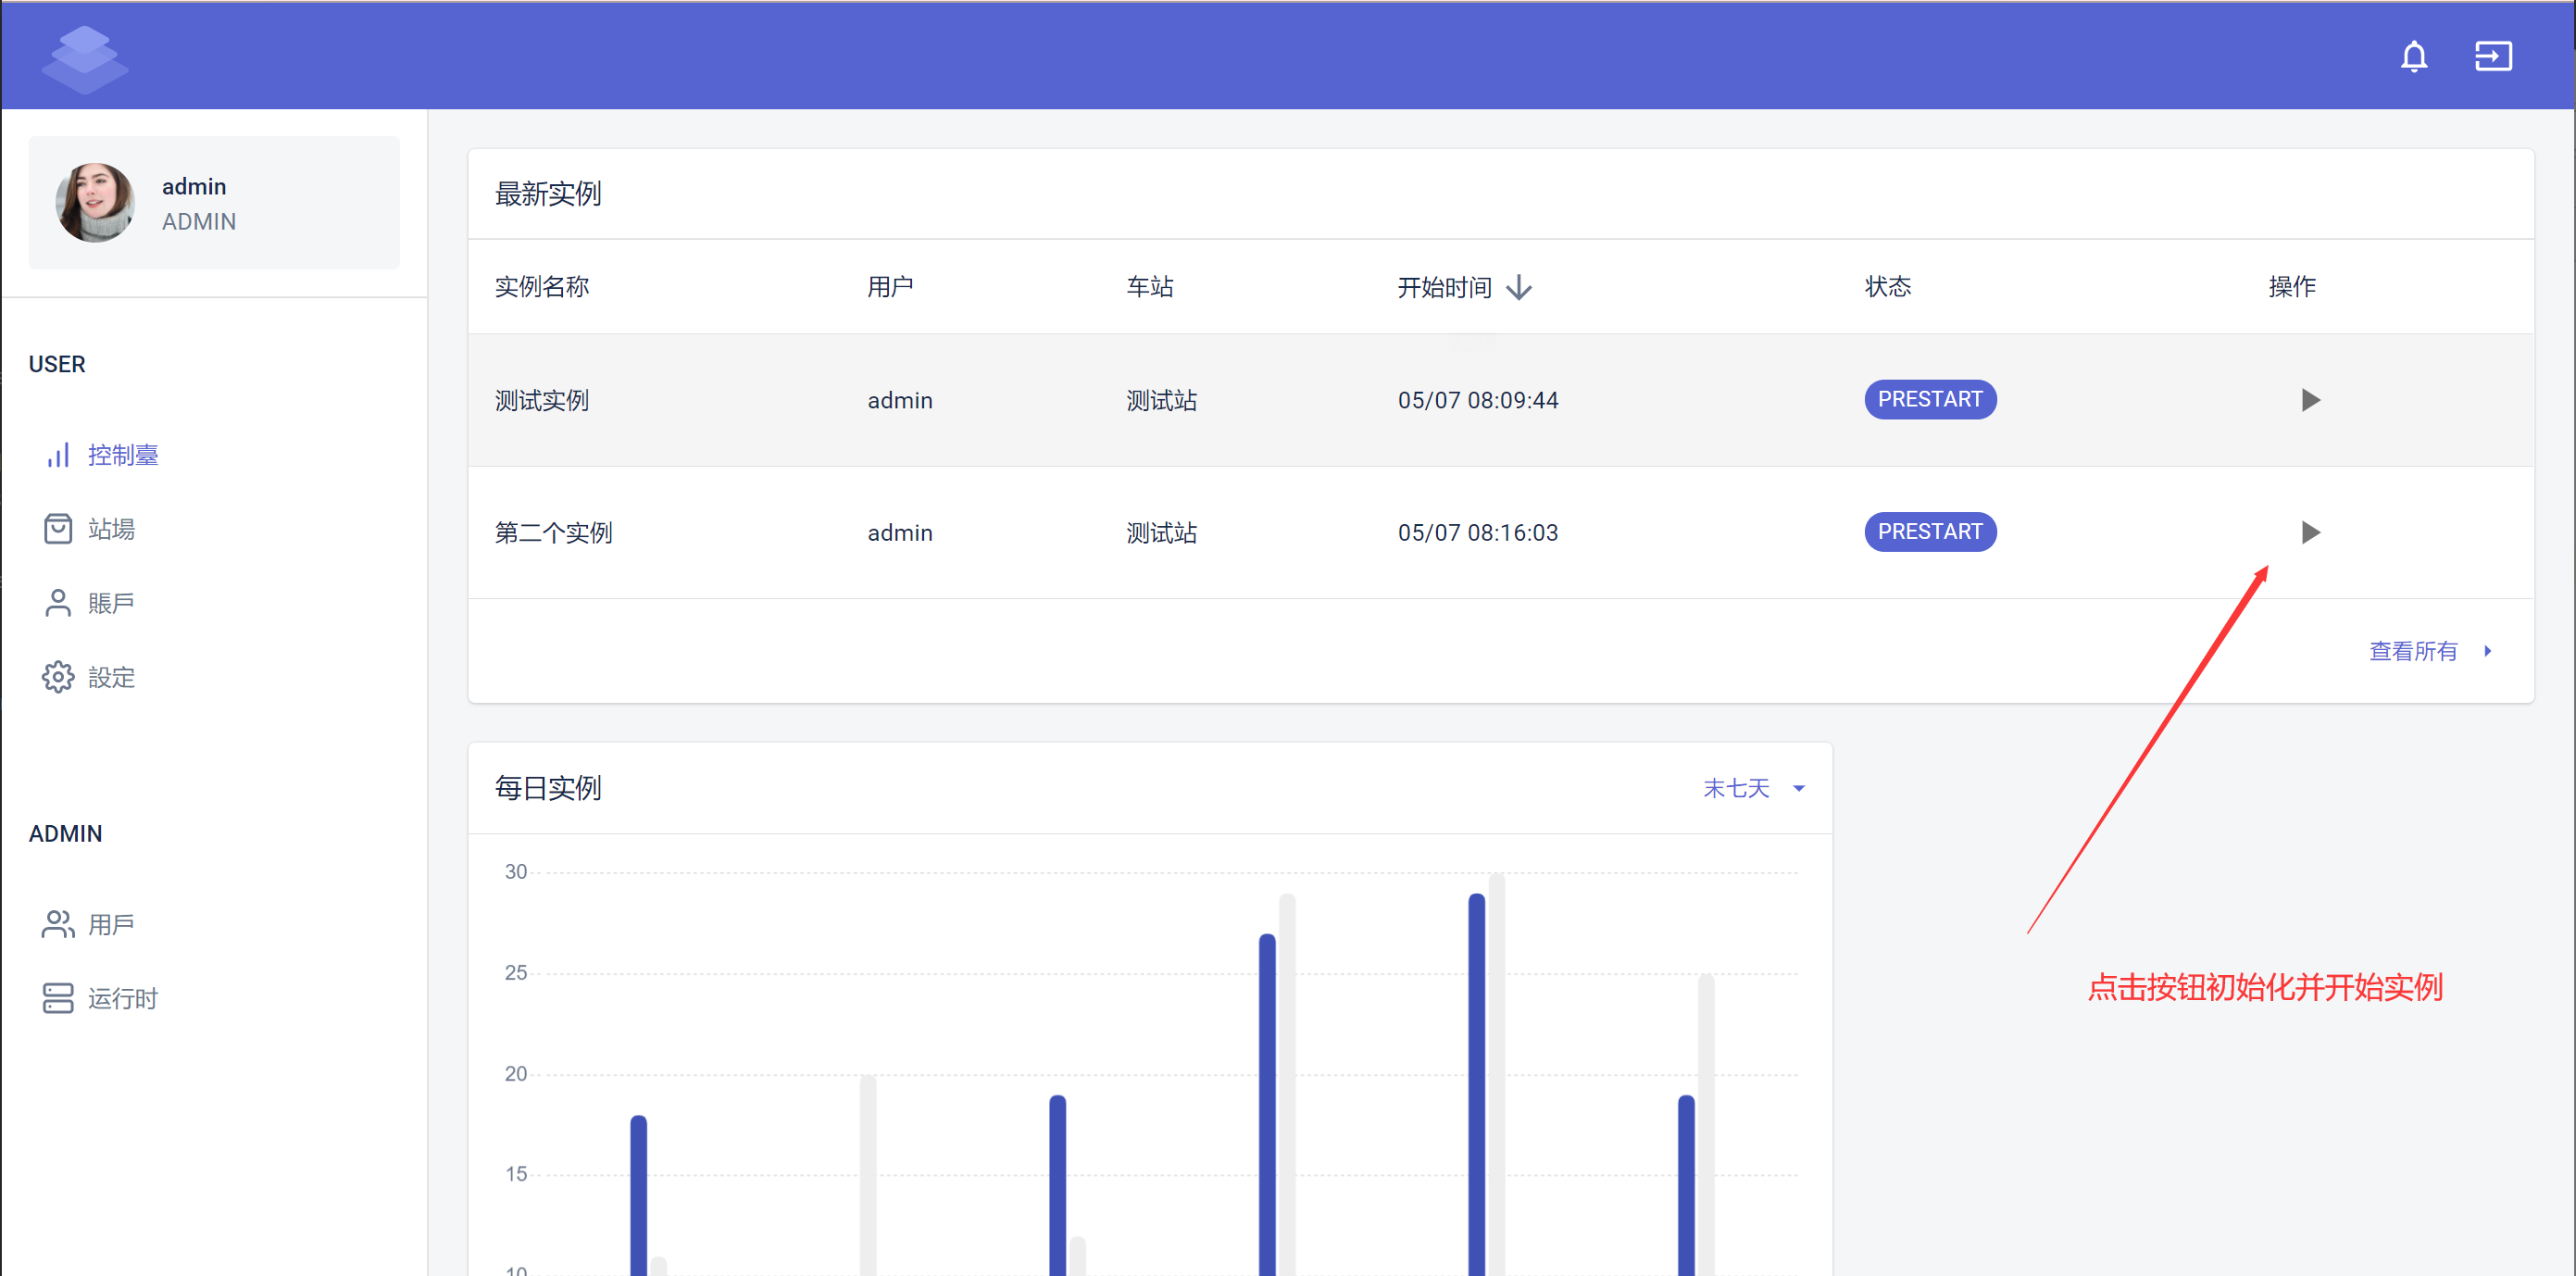 admin
ADMIN
USER
控制臺
站場
賬戶
設定
ADMIN
用戶
运行时
最新实例
实例名称 用户 车站 开始时间 状态 操作
测试实例 admin 测试站 05/07 08:09:44 PRESTART
第二个实例 admin 测试站 05/07 08:16:03 PRESTART
查看所有
每日实例 末七天
30
25
20
15
10
点击按钮初始化并开始实例